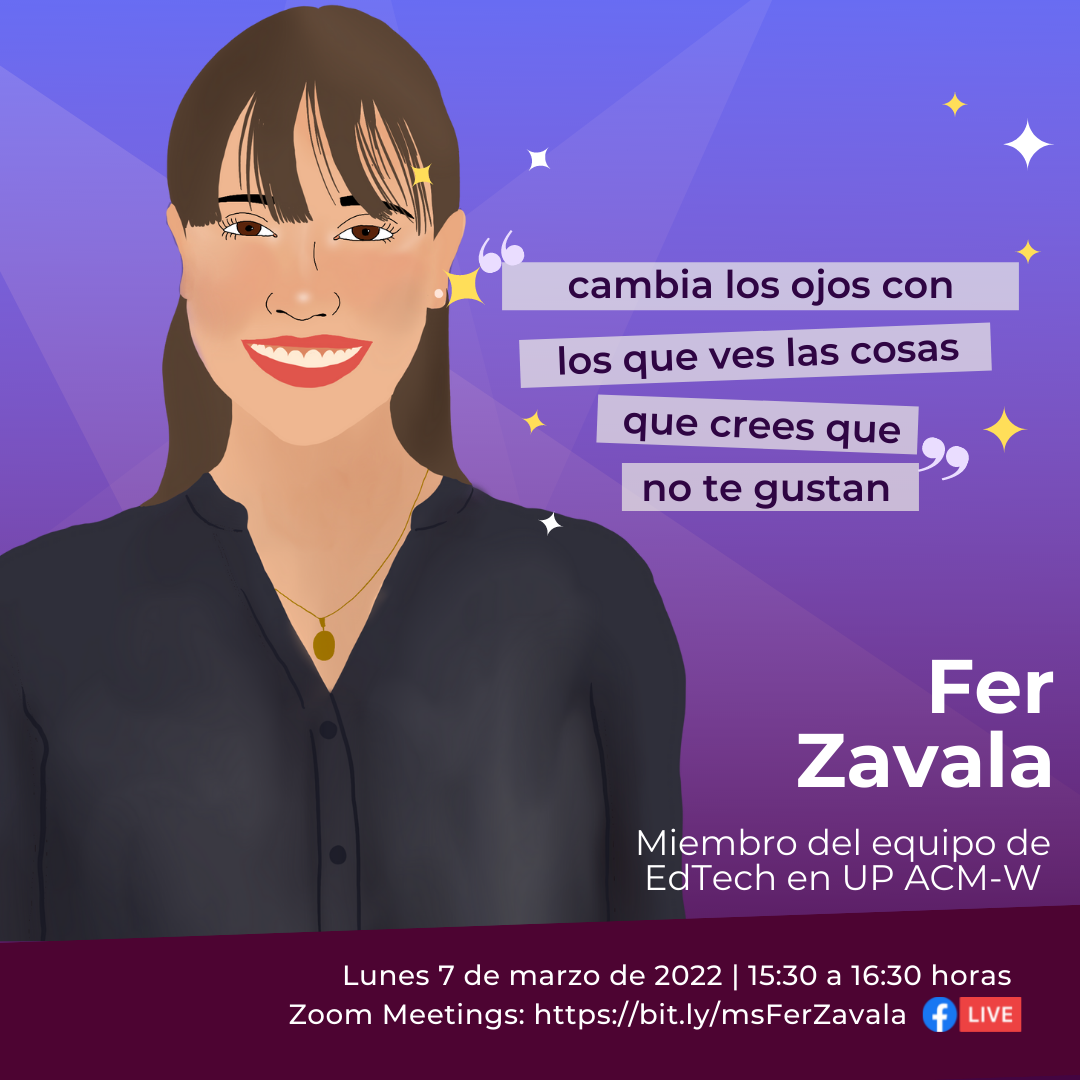 “cambia los ojos con
los que ves las cosas
que crees que
no te gustan”
Fer
Zavala
Miembro del equipo de
EdTech en UP ACM-W
Lunes 7 de marzo de 2022 | 15:30 a 16:30 horas
Zoom Meetings: https://bit.ly/msFerZavala f LIVE